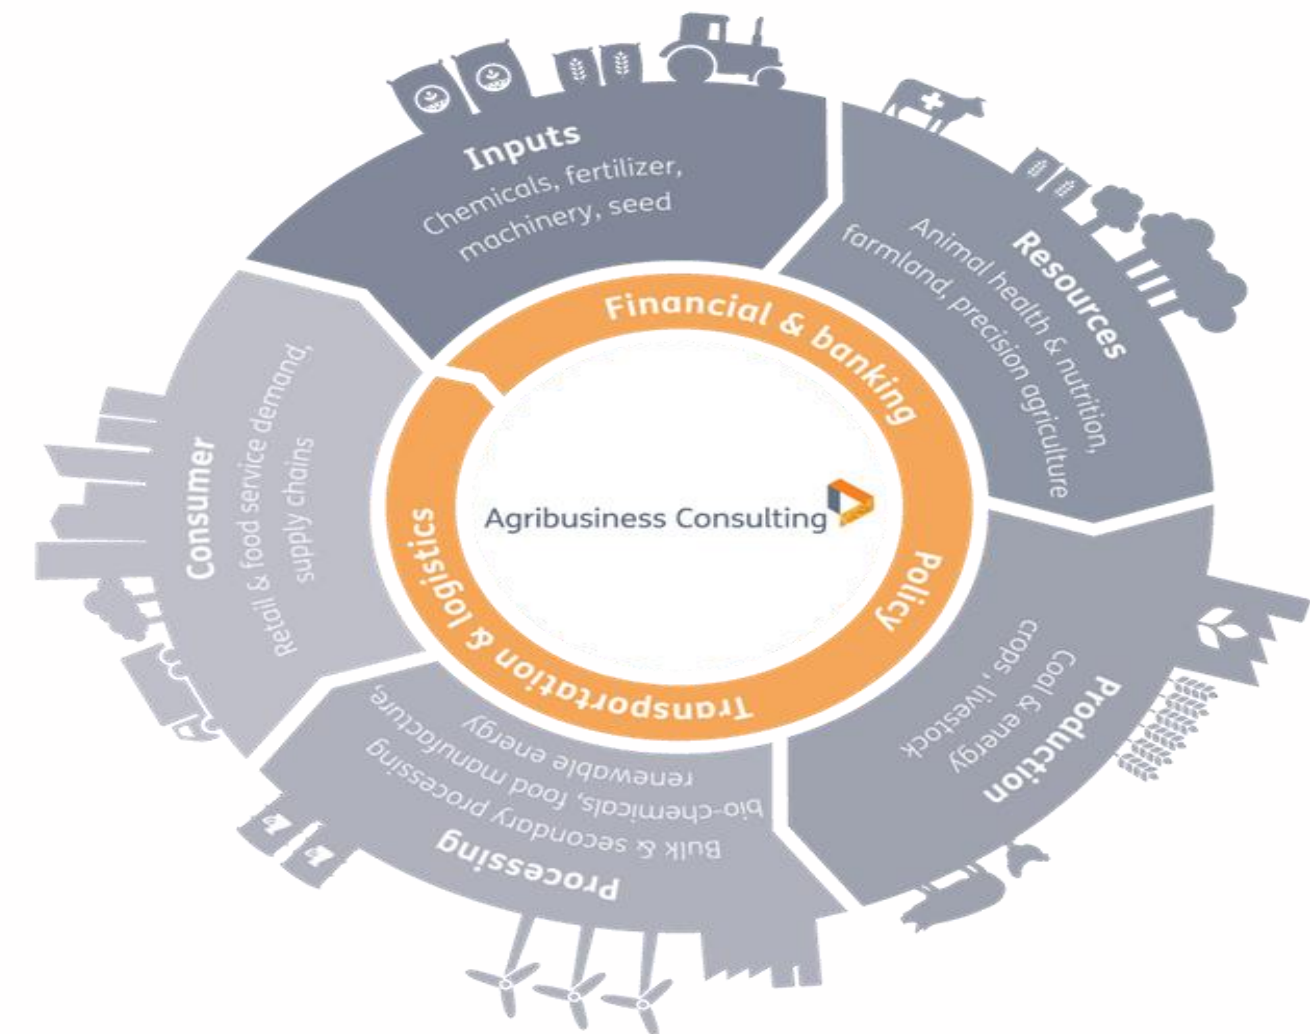 Inputs
Chemicals, fertilizer,
machinery, seed
Resources
Animal health & nutrition,
farmland, precision agriculture
Production
Coal & energy
crops, livestock
Processing
Bulk & secondary processing
bio-chemicals, food manufacture,
renewable energy
Consumer
Retail & food service demand,
supply chains
Financial & banking
Policy
Transportation & logistics
Agribusiness Consulting